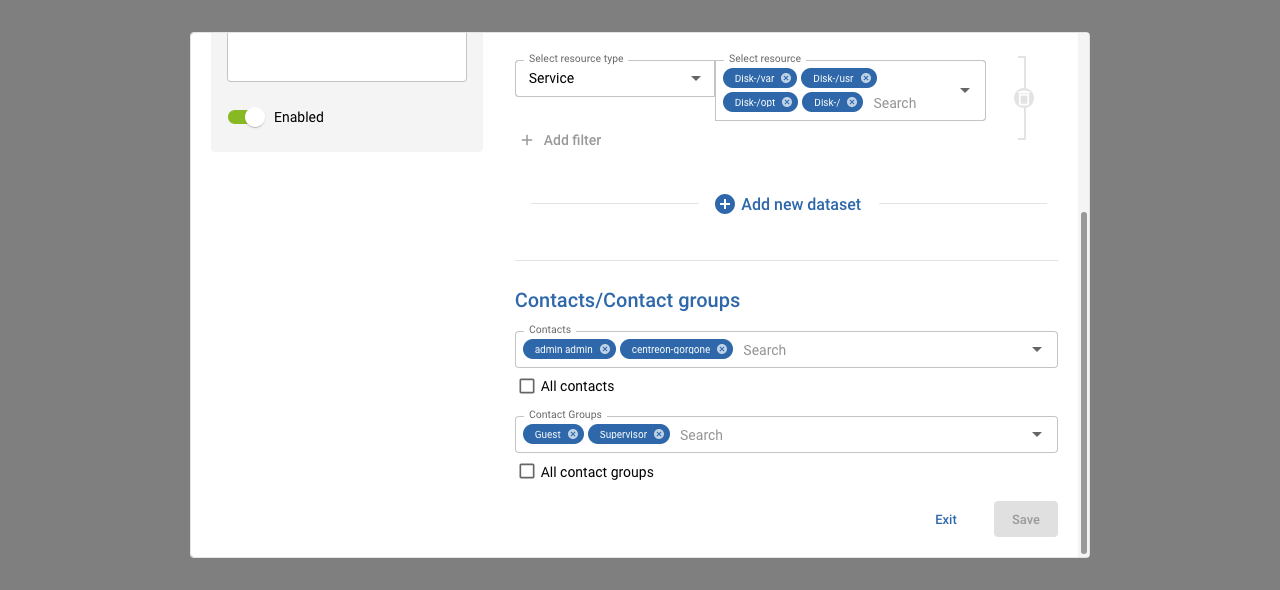 Enabled
Select resource type
Service
Select resource
Disk-/var
Disk-/usr
Disk-/opt
Disk-/
Search
Add filter
Add new dataset
Contacts/Contact groups
Contacts
admin admin
centreon-gorgone
Search
All contacts
Contact Groups
Guest
Supervisor
Search
All contact groups
Exit
Save